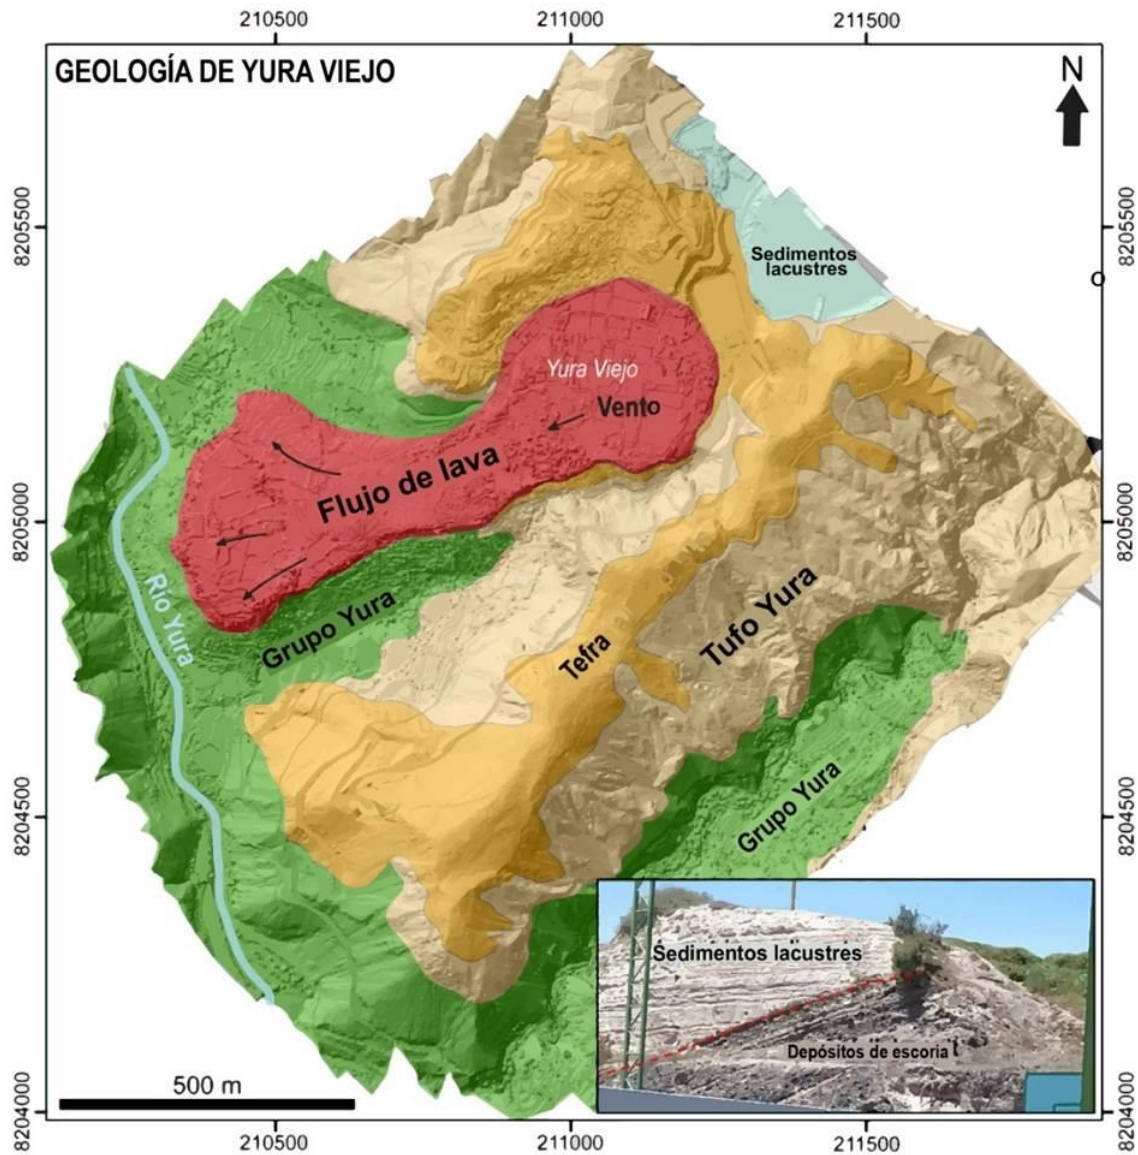 210500
211000
211500
GEOLOGÍA DE YURA VIEJO
N
8205500
8205500
Sedimentos
lacustres
O
Yura Viejo
Vento
Flujo de lava
8205000
8205000
Río Yura
Grupo Yura
Tefra
Tufo Yura
Grupo Yura
8204500
8204500
Sedimentos lacustres
Depósitos de escoria
500 m
8204000
8204000
210500
211000
211500